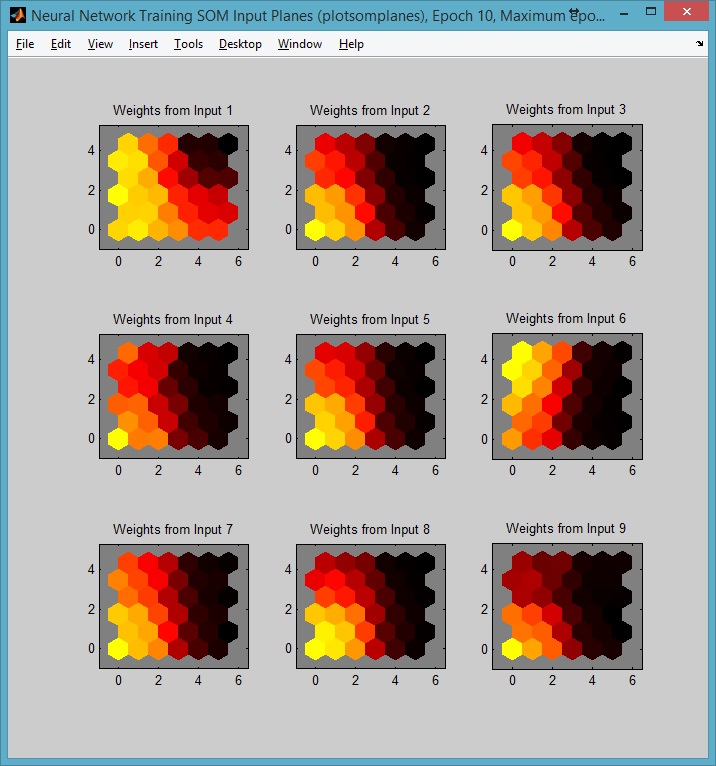 Neural Network Training SOM Input Planes (plotsomplanes), Epoch 10, Maximum epo...
File Edit View Insert Tools Desktop Window Help
Weights from Input 1
4
2
0
0 2 4 6
Weights from Input 2
4
2
0
0 2 4 6
Weights from Input 3
4
2
0
0 2 4 6
Weights from Input 4
4
2
0
0 2 4 6
Weights from Input 5
4
2
0
0 2 4 6
Weights from Input 6
4
2
0
0 2 4 6
Weights from Input 7
4
2
0
0 2 4 6
Weights from Input 8
4
2
0
0 2 4 6
Weights from Input 9
4
2
0
0 2 4 6